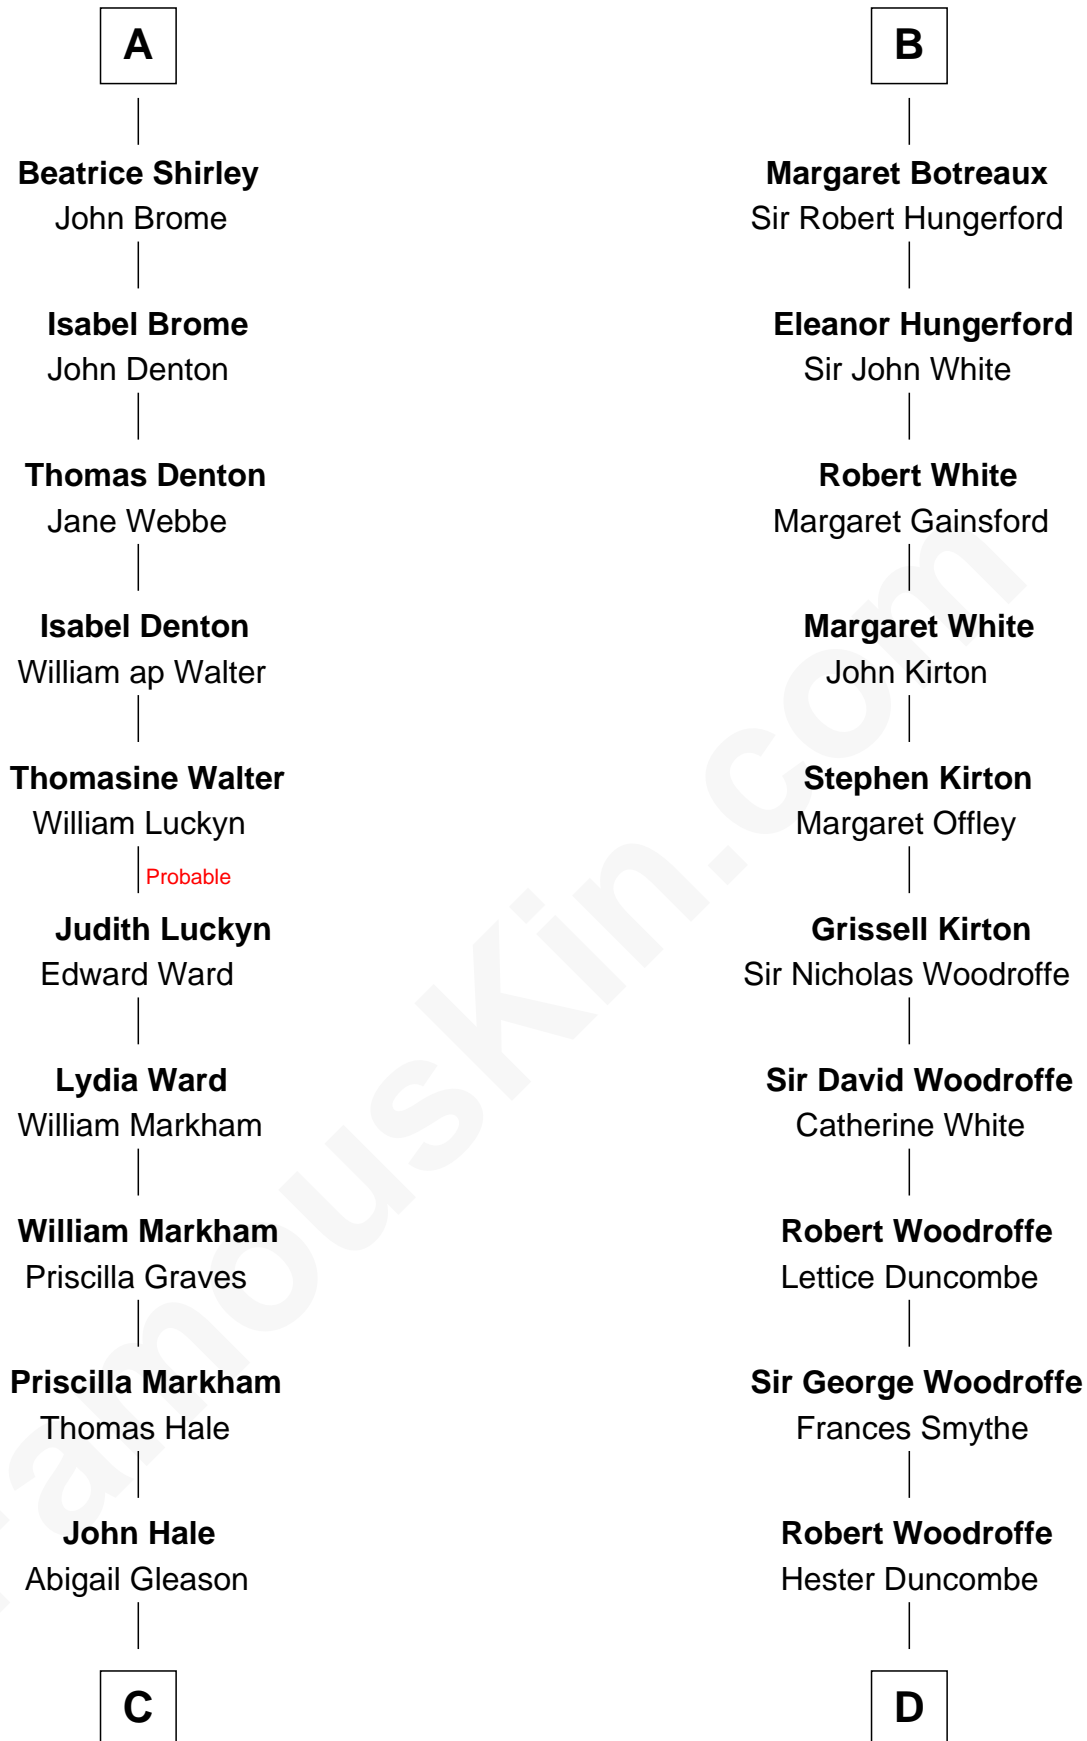 A
Beatrice Shirley
John Brome
Isabel Brome
John Denton
Thomas Denton
Jane Webbe
Isabel Denton
William ap Walter
Thomasine Walter
William Luckyn
Probable
Judith Luckyn
Edward Ward
Lydia Ward
William Markham
William Markham
Priscilla Graves
Priscilla Markham
Thomas Hale
John Hale
Abigail Gleason
C
B
Margaret Botreaux
Sir Robert Hungerford
Eleanor Hungerford
Sir John White
Robert White
Margaret Gainsford
Margaret White
John Kirton
Stephen Kirton
Margaret Offley
Grissell Kirton
Sir Nicholas Woodroffe
Sir David Woodroffe
Catherine White
Robert Woodroffe
Lettice Duncombe
Sir George Woodroffe
Frances Smythe
Robert Woodroffe
Hester Duncombe
D
FamousKin.com